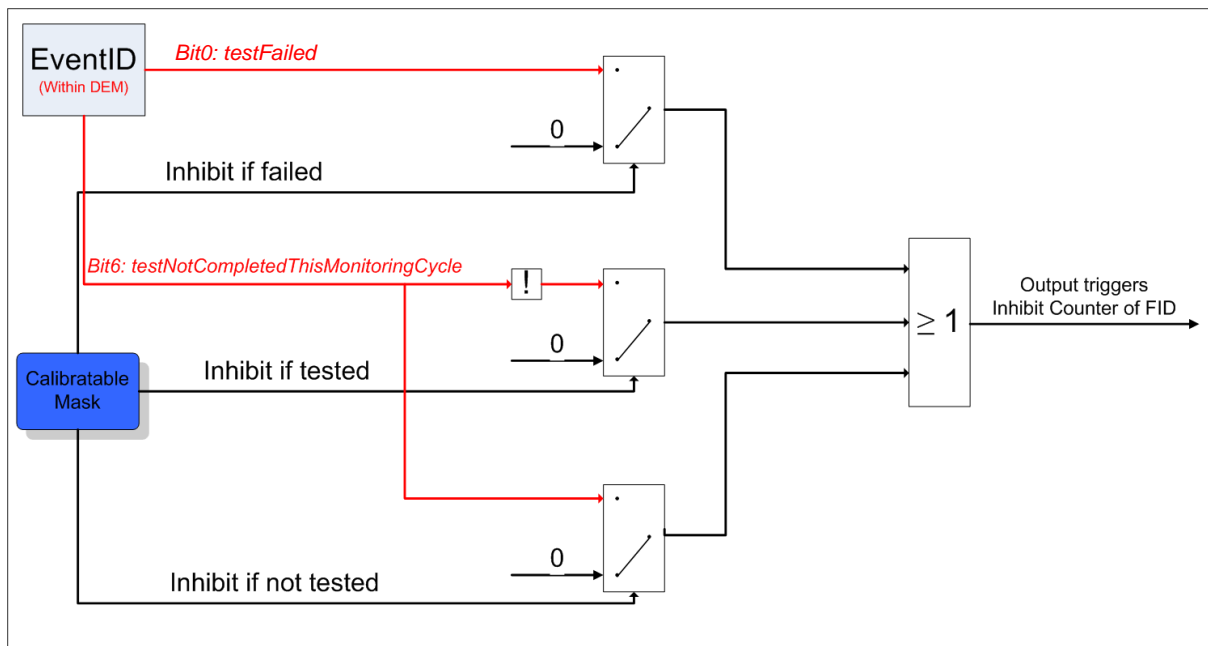 EventID
(Within DEM)
Bit0: testFailed
0
Inhibit if failed
Bit6: testNotCompletedThisMonitoringCycle
!
0
Calibratable
Mask
Inhibit if tested
≥ 1
Output triggers
Inhibit Counter of FID
0
Inhibit if not tested